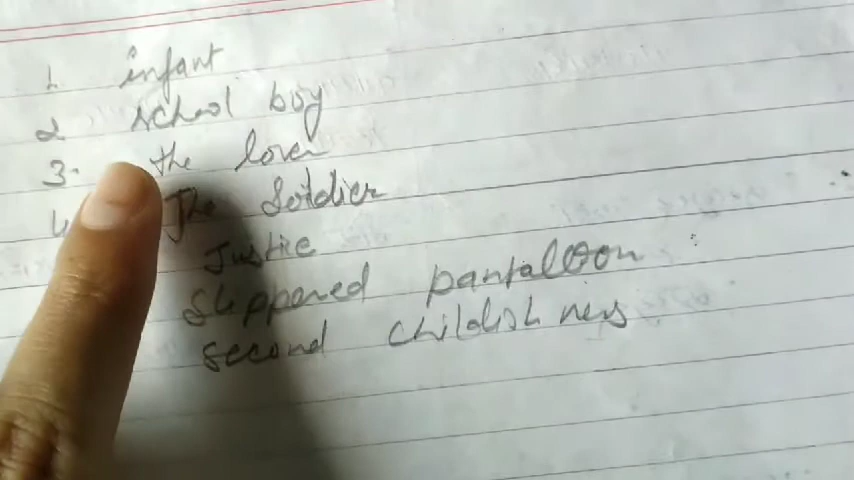 1. infant
2 school boy
3. the lover
4 The Soldier
Justice
slippered pantaloon
second childish ness